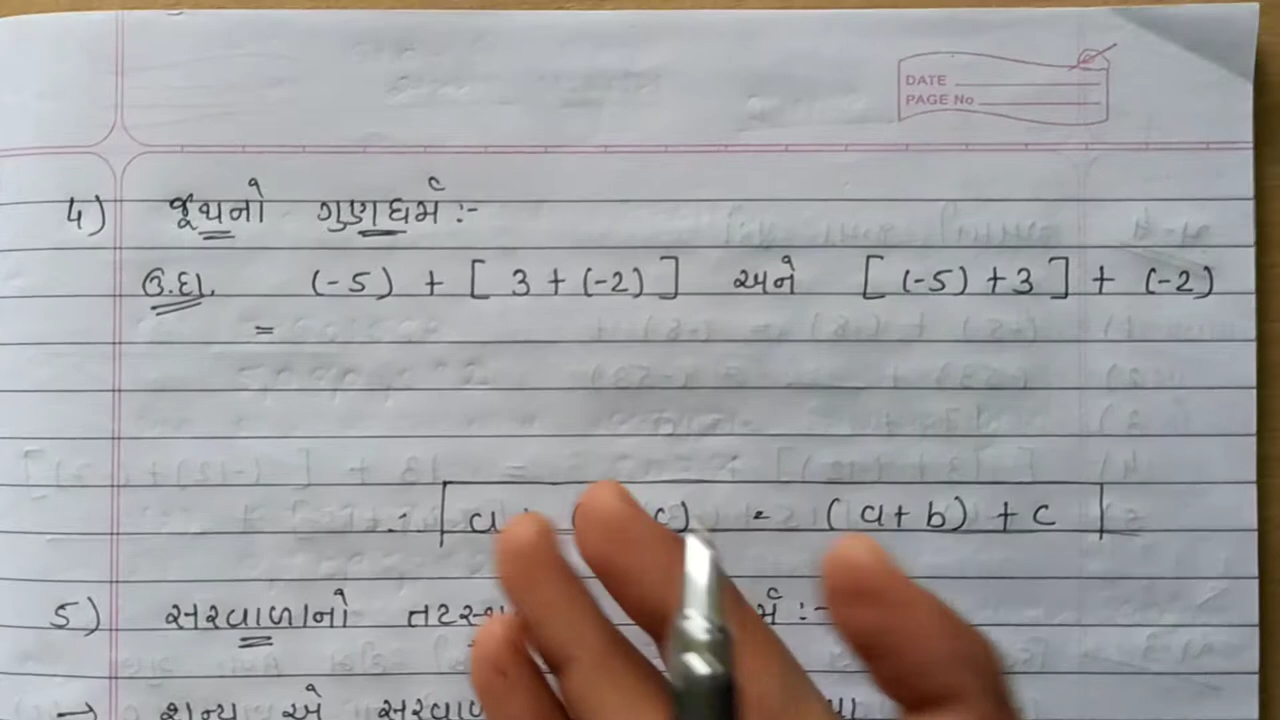 DATE
PAGE No
4) જૂથનો ગુણધર્મ :-
ઉ.દા. (-5) + [ 3 + (-2) ] અને [ (-5) + 3 ] + (-2)
=
∴ a + c) = (a + b) + c
5) સરવાળાનો :-
→ શૂન્ય એ